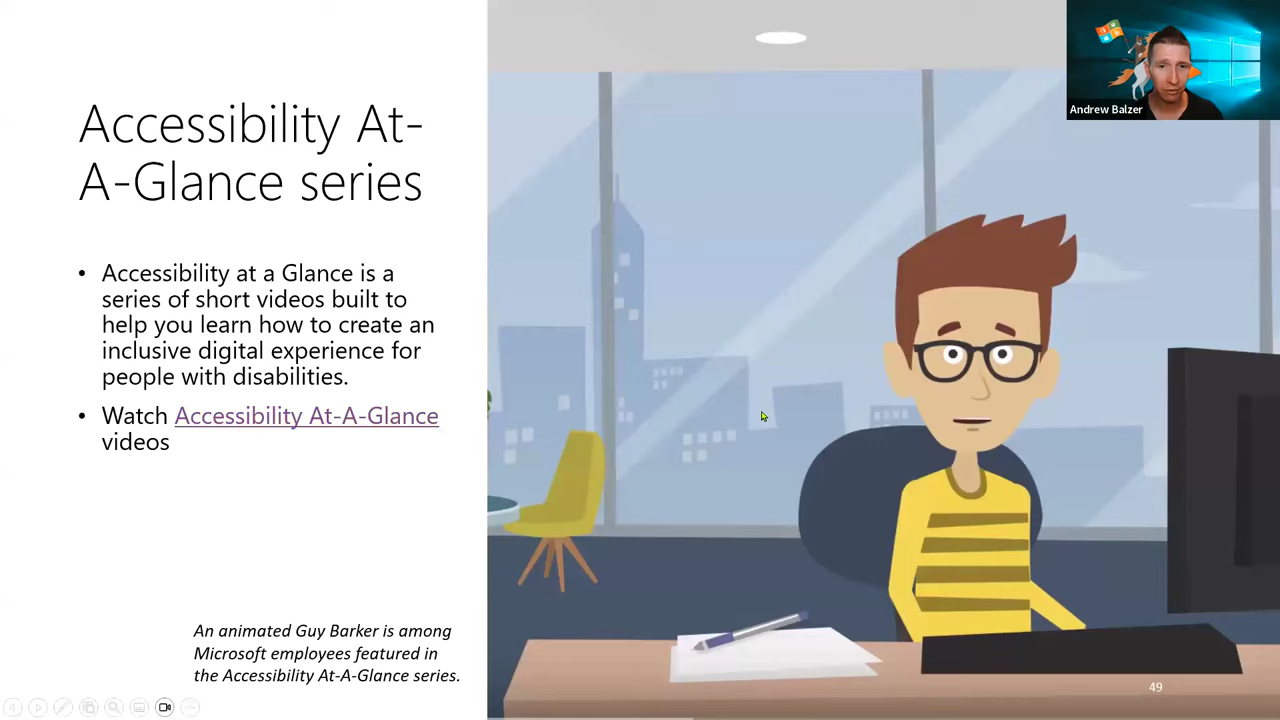 Accessibility At-
A-Glance series
• Accessibility at a Glance is a
series of short videos built to
help you learn how to create an
inclusive digital experience for
people with disabilities.
• Watch Accessibility At-A-Glance
videos
An animated Guy Barker is among
Microsoft employees featured in
the Accessibility At-A-Glance series.
Andrew Balzer
49